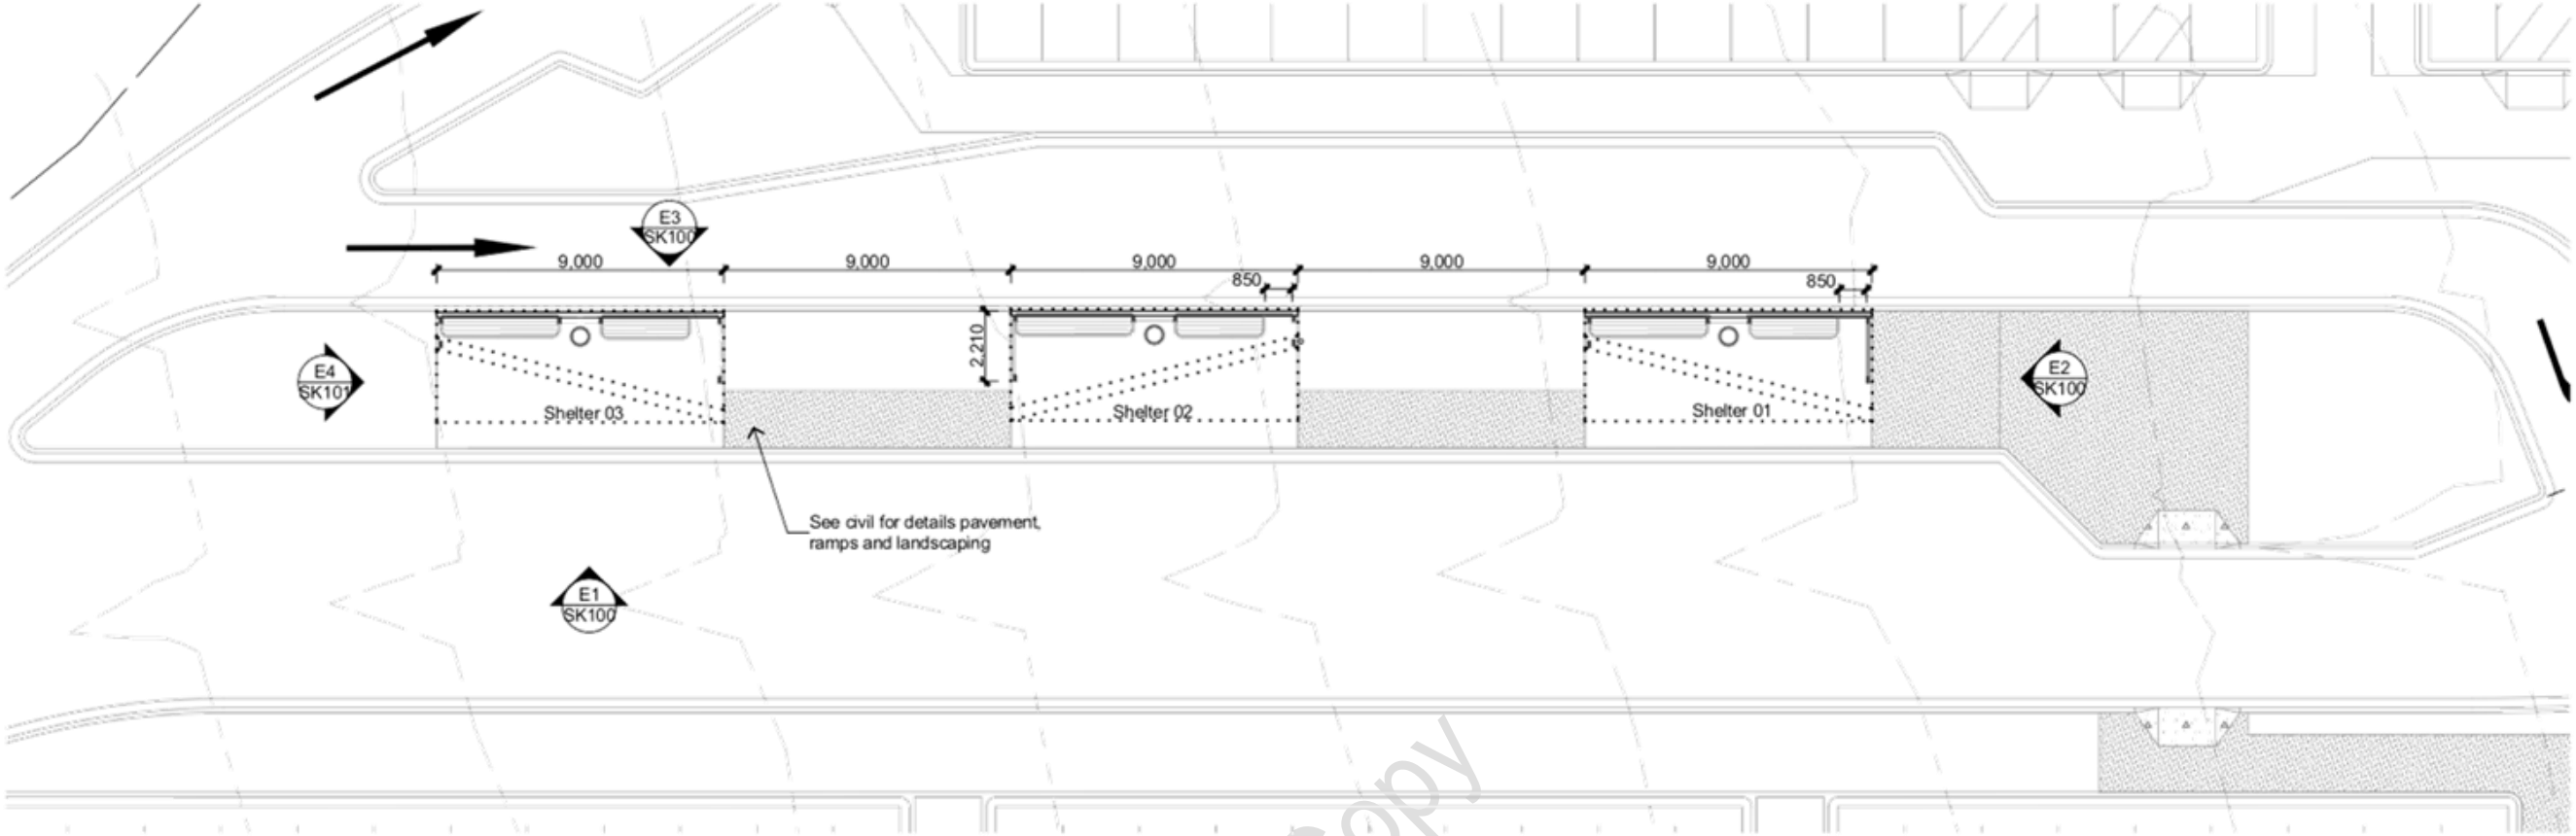 E3
SK100
9,000
9,000
9,000
9,000
9,000
850
850
2,210
E4
SK101
E2
SK100
Shelter 03
Shelter 02
Shelter 01
See civil for details pavement,
ramps and landscaping
E1
SK100
Copy